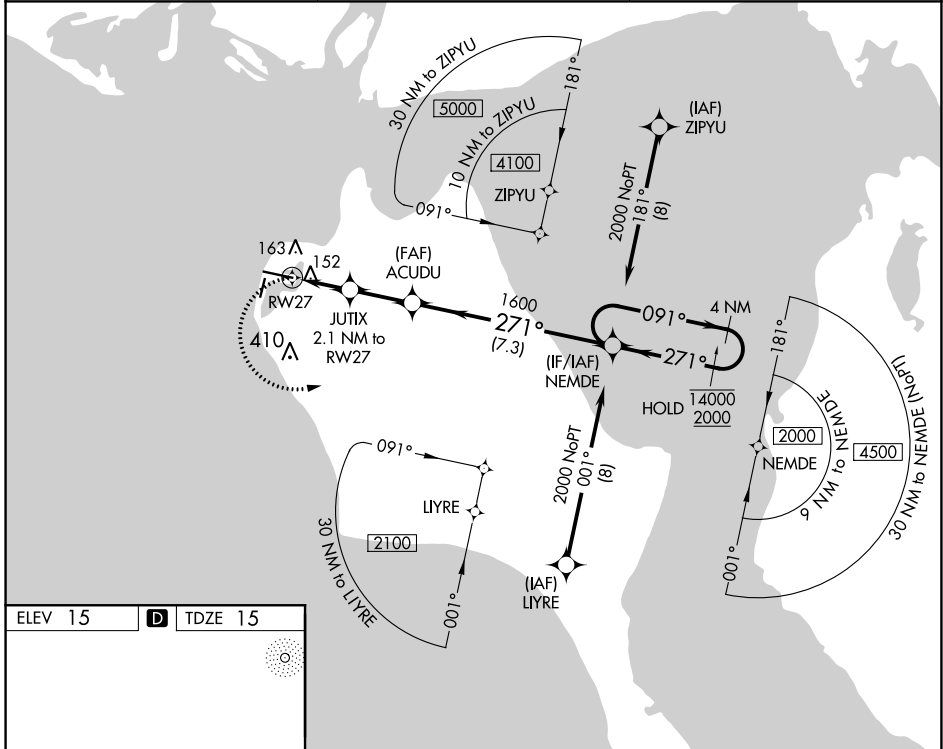 30 NM to ZIPYU
5000
10 NM to ZIPYU
4100
181°
ZIPYU
091°
(IAF)
ZIPYU
2000 NoPT
181°
(8)
163
152
RW27
(FAF)
ACUDU
JUTIX
2.1 NM to
RW27
410
1600
271°
(7.3)
091°
4 NM
(IF/IAF)
NEMDE
271°
HOLD
14000
2000
181°
2000
NEMDE
4500
9 NM to NEMDE
30 NM to NEMDE (NoPT)
001°
2000 NoPT
001°
(8)
(IAF)
LIYRE
091°
LIYRE
2100
30 NM to LIYRE
001°
ELEV 15
D
TDZE 15